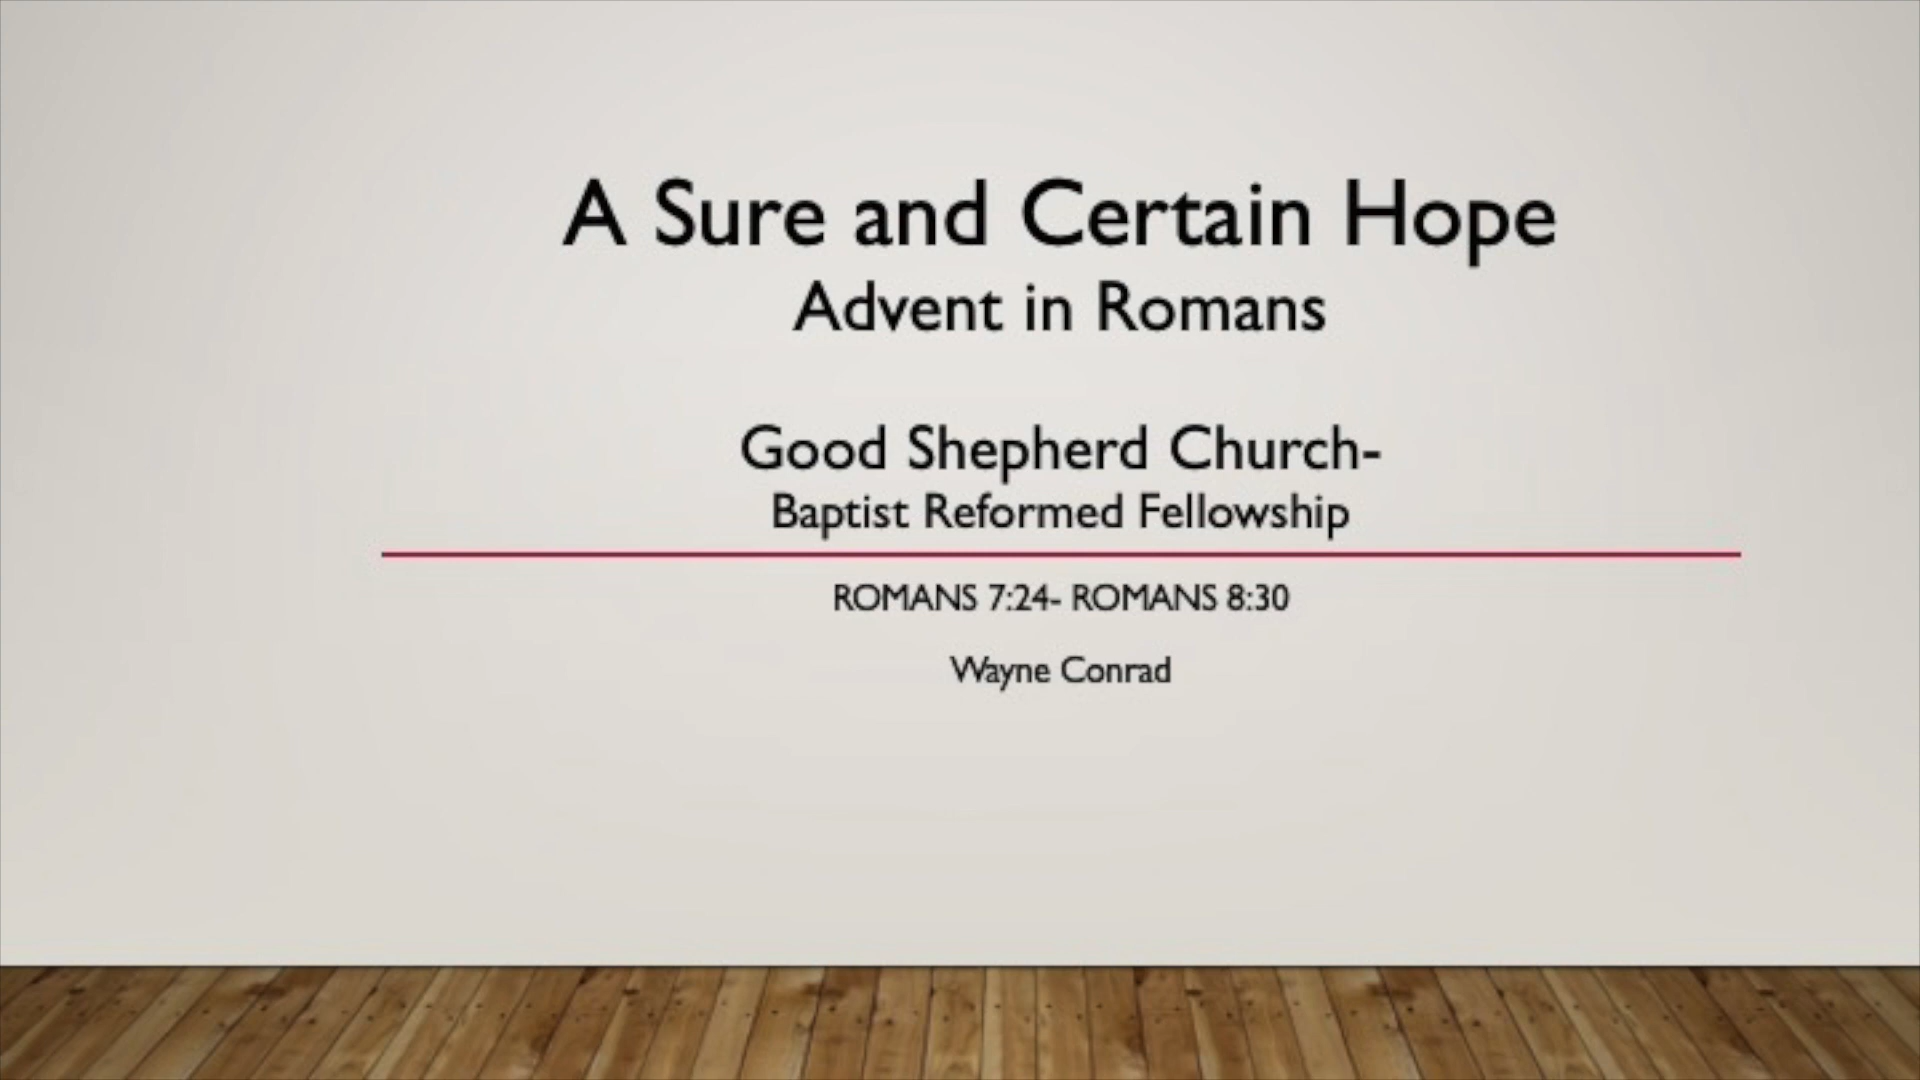 A Sure and Certain Hope
Advent in Romans
Good Shepherd Church-
Baptist Reformed Fellowship
ROMANS 7:24- ROMANS 8:30
Wayne Conrad